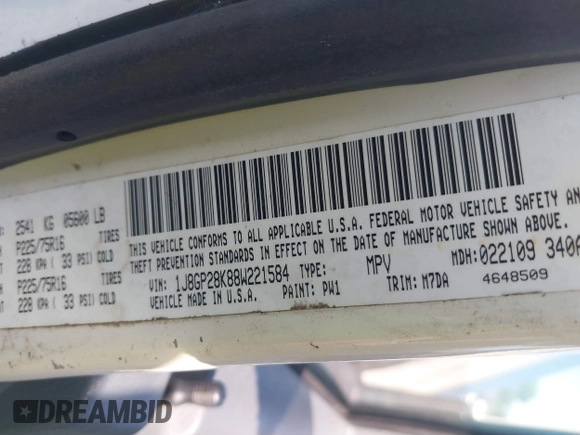 2541 KG 05600 LB
P225/75R16 TIRES
228 KPA ( 33 PSI) COLD
P225/75R16 TIRES
228 KPA ( 33 PSI) COLD
THIS VEHICLE CONFORMS TO ALL APPLICABLE U.S.A. FEDERAL MOTOR VEHICLE SAFETY AND
THEFT PREVENTION STANDARDS IN EFFECT ON THE DATE OF MANUFACTURE SHOWN ABOVE.
VIN: 1J8GP28K88W221584 TYPE: MPV MDH:022109 340A
VEHICLE MADE IN U.S.A. PAINT: PW1 TRIM: M7DA 4648509
DREAMBID